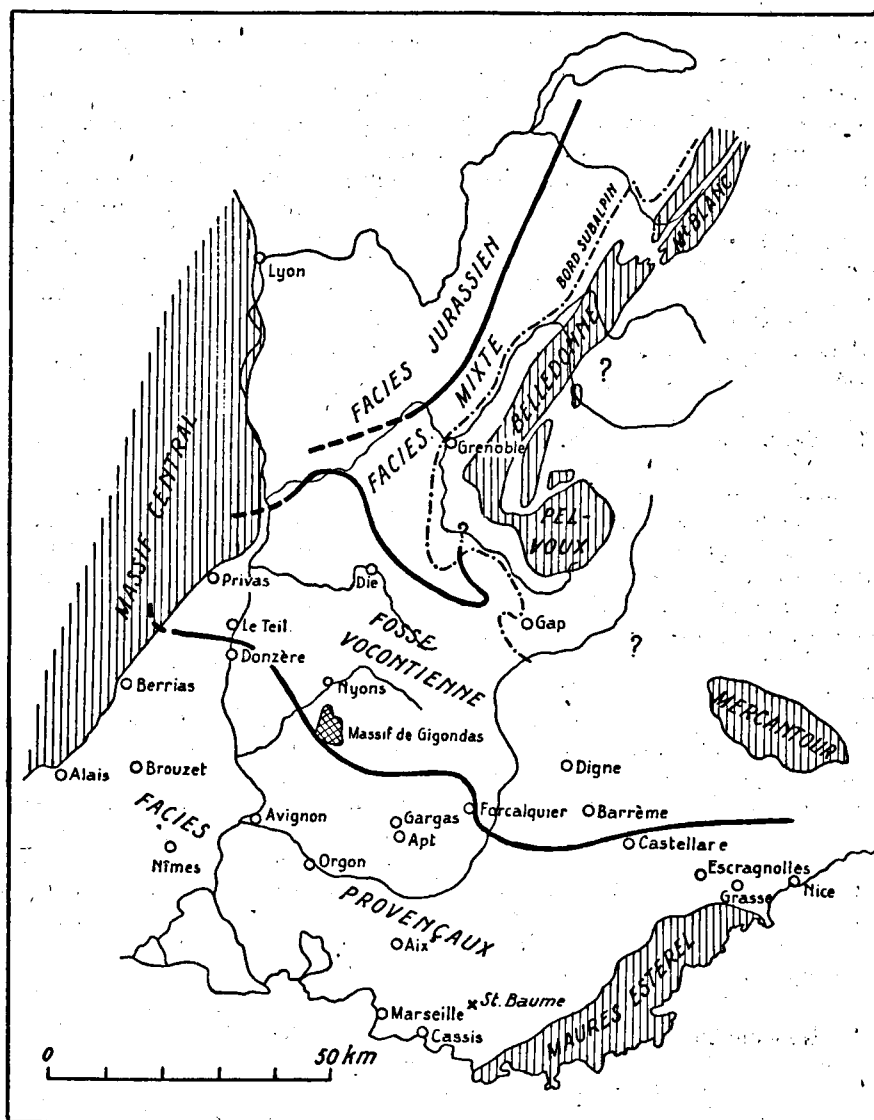 Lyon
FACIES JURASSIEN
BORD SUBALPIN
Mt BLANC
FACIES MIXTE
BELLEDONNE
?
Grenoble
MASSIF CENTRAL
PEL-
VOUX
?
Privas
Die
Gap
?
Le Teil.
FOSSE
VOCONTIENNE
Donzère
Berrias
Nyons
Massif de Gigondas
MERCANTOUR
Alais
Brouzet
Digne
FACIES
Avignon
Gargas
Forcalquier
Barrème
Apt
Castellare
Nîmes
Orgon
Escragnolles
Grasse
Nice
PROVENÇAUX
Aix
St. Baume
Marseille
Cassis
MAURES ESTEREL
0
50 km